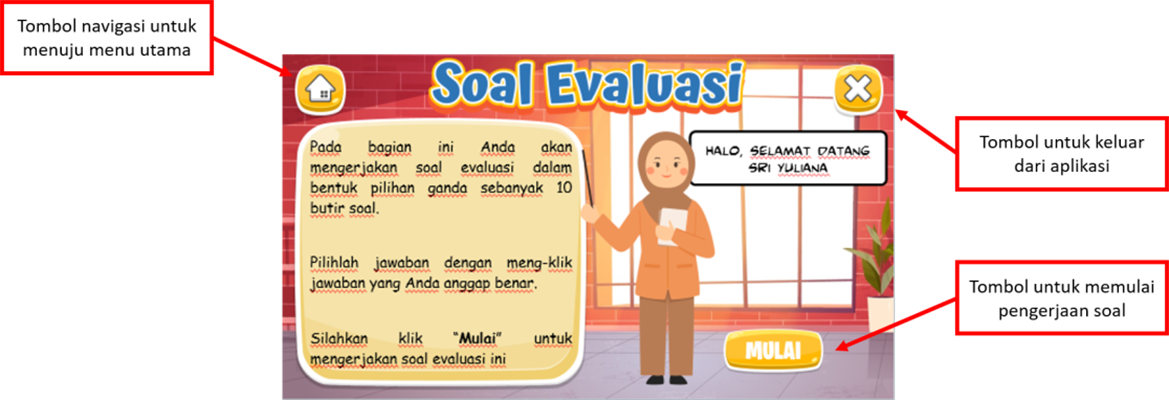 Tombol navigasi untuk
menuju menu utama
Soal Evaluasi
Pada bagian ini Anda akan
mengerjakan soal evaluasi dalam
bentuk pilihan ganda sebanyak 10
butir soal.
Pilihlah jawaban dengan meng-klik
jawaban yang Anda anggap benar.
Silahkan klik "Mulai" untuk
mengerjakan soal evaluasi ini
HALO, SELAMAT DATANG
SRI YULIANA
Tombol untuk keluar
dari aplikasi
Tombol untuk memulai
pengerjaan soal
MULAI